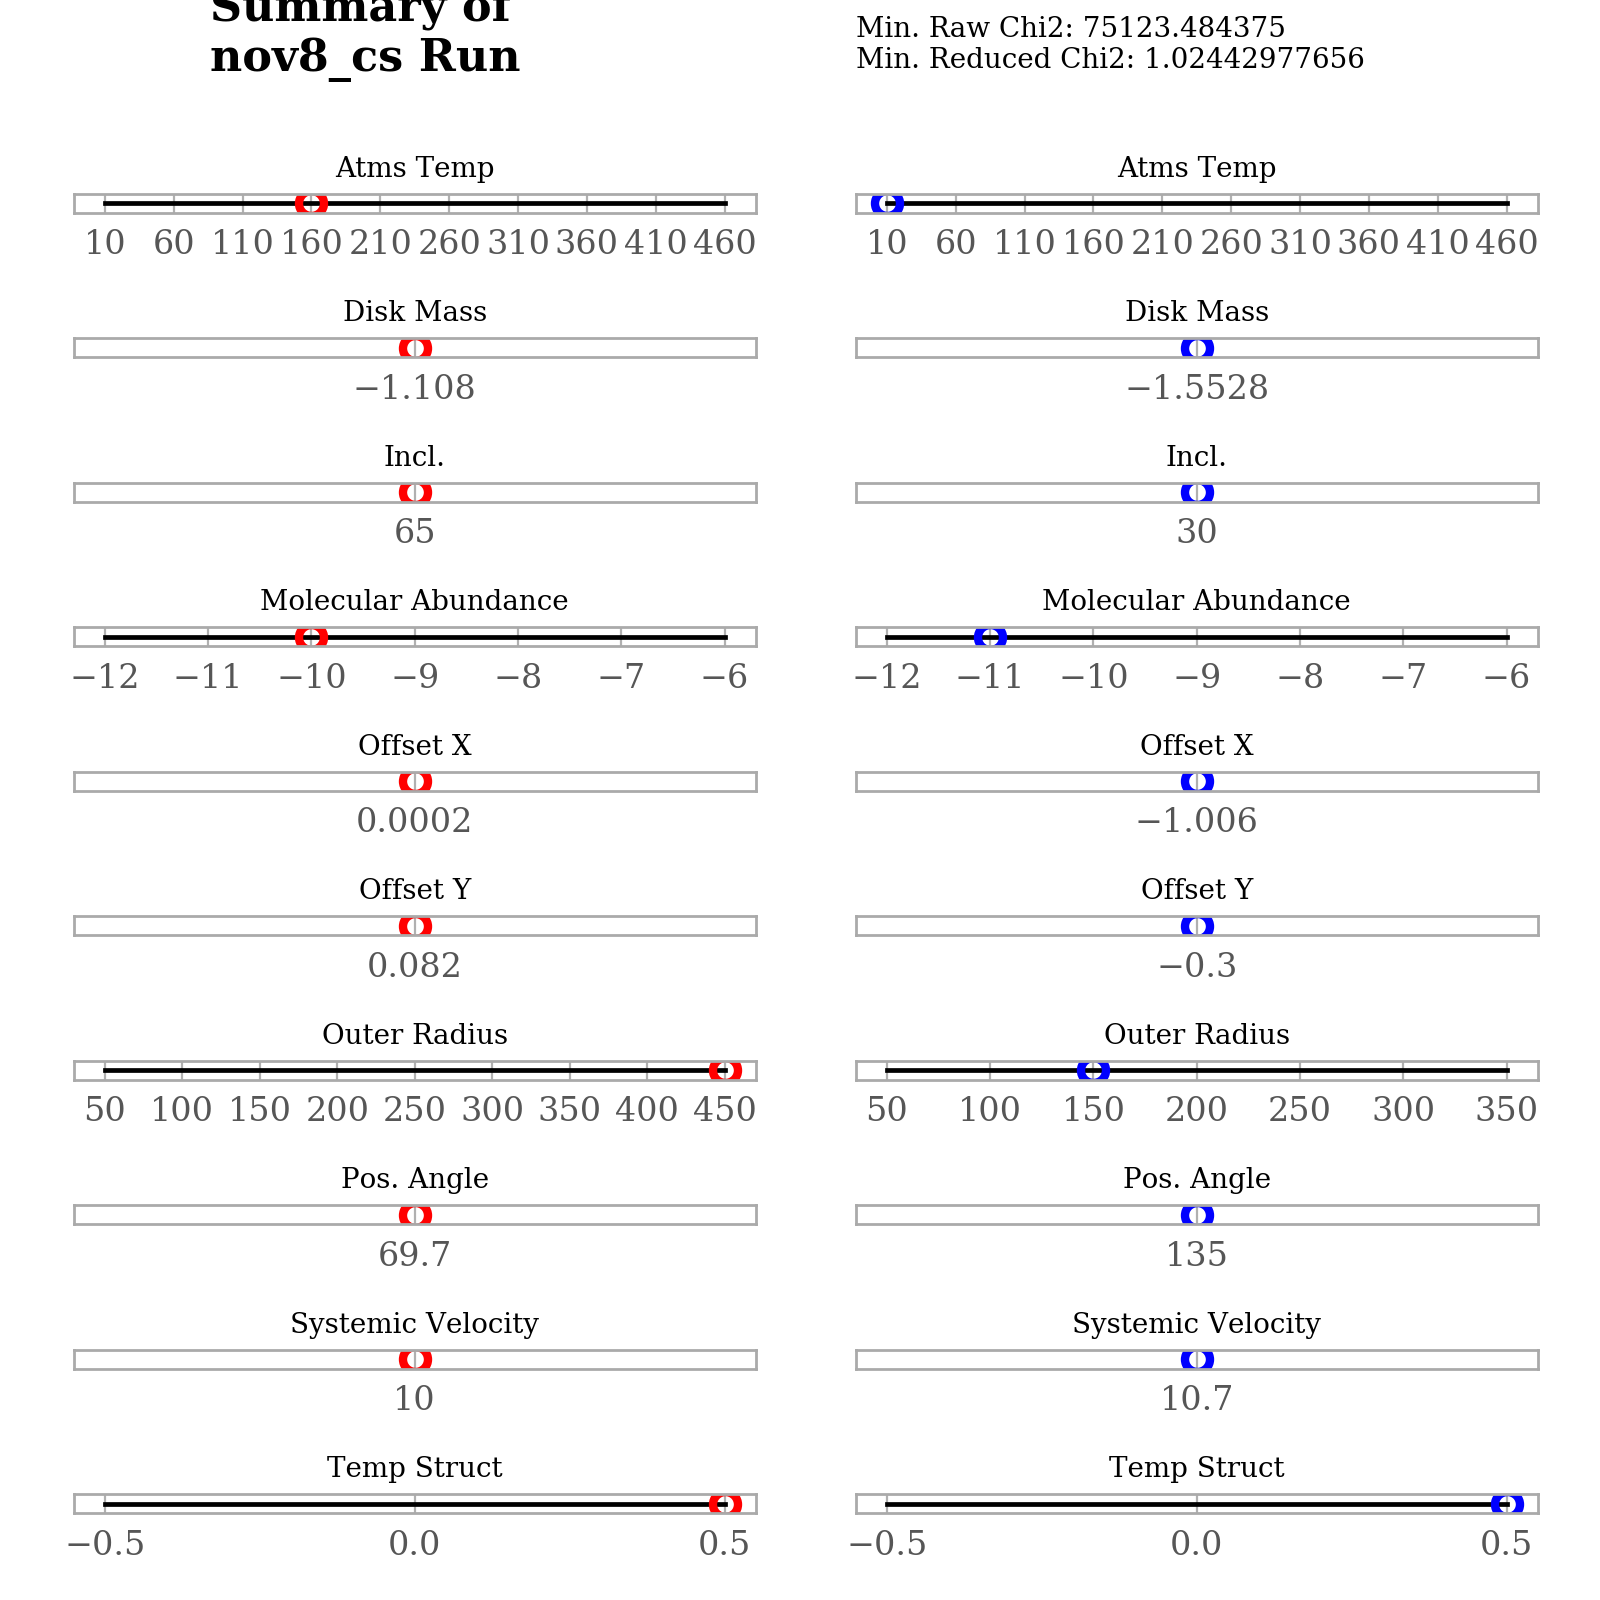 Summary of
nov8_cs Run
Min. Raw Chi2: 75123.484375
Min. Reduced Chi2: 1.02442977656
Atms Temp
10 60 110 160 210 260 310 360 410 460
Atms Temp
10 60 110 160 210 260 310 360 410 460
Disk Mass
−1.108
Disk Mass
−1.5528
Incl.
65
Incl.
30
Molecular Abundance
−12 −11 −10 −9 −8 −7 −6
Molecular Abundance
−12 −11 −10 −9 −8 −7 −6
Offset X
0.0002
Offset X
−1.006
Offset Y
0.082
Offset Y
−0.3
Outer Radius
50 100 150 200 250 300 350 400 450
Outer Radius
50 100 150 200 250 300 350
Pos. Angle
69.7
Pos. Angle
135
Systemic Velocity
10
Systemic Velocity
10.7
Temp Struct
−0.5 0.0 0.5
Temp Struct
−0.5 0.0 0.5